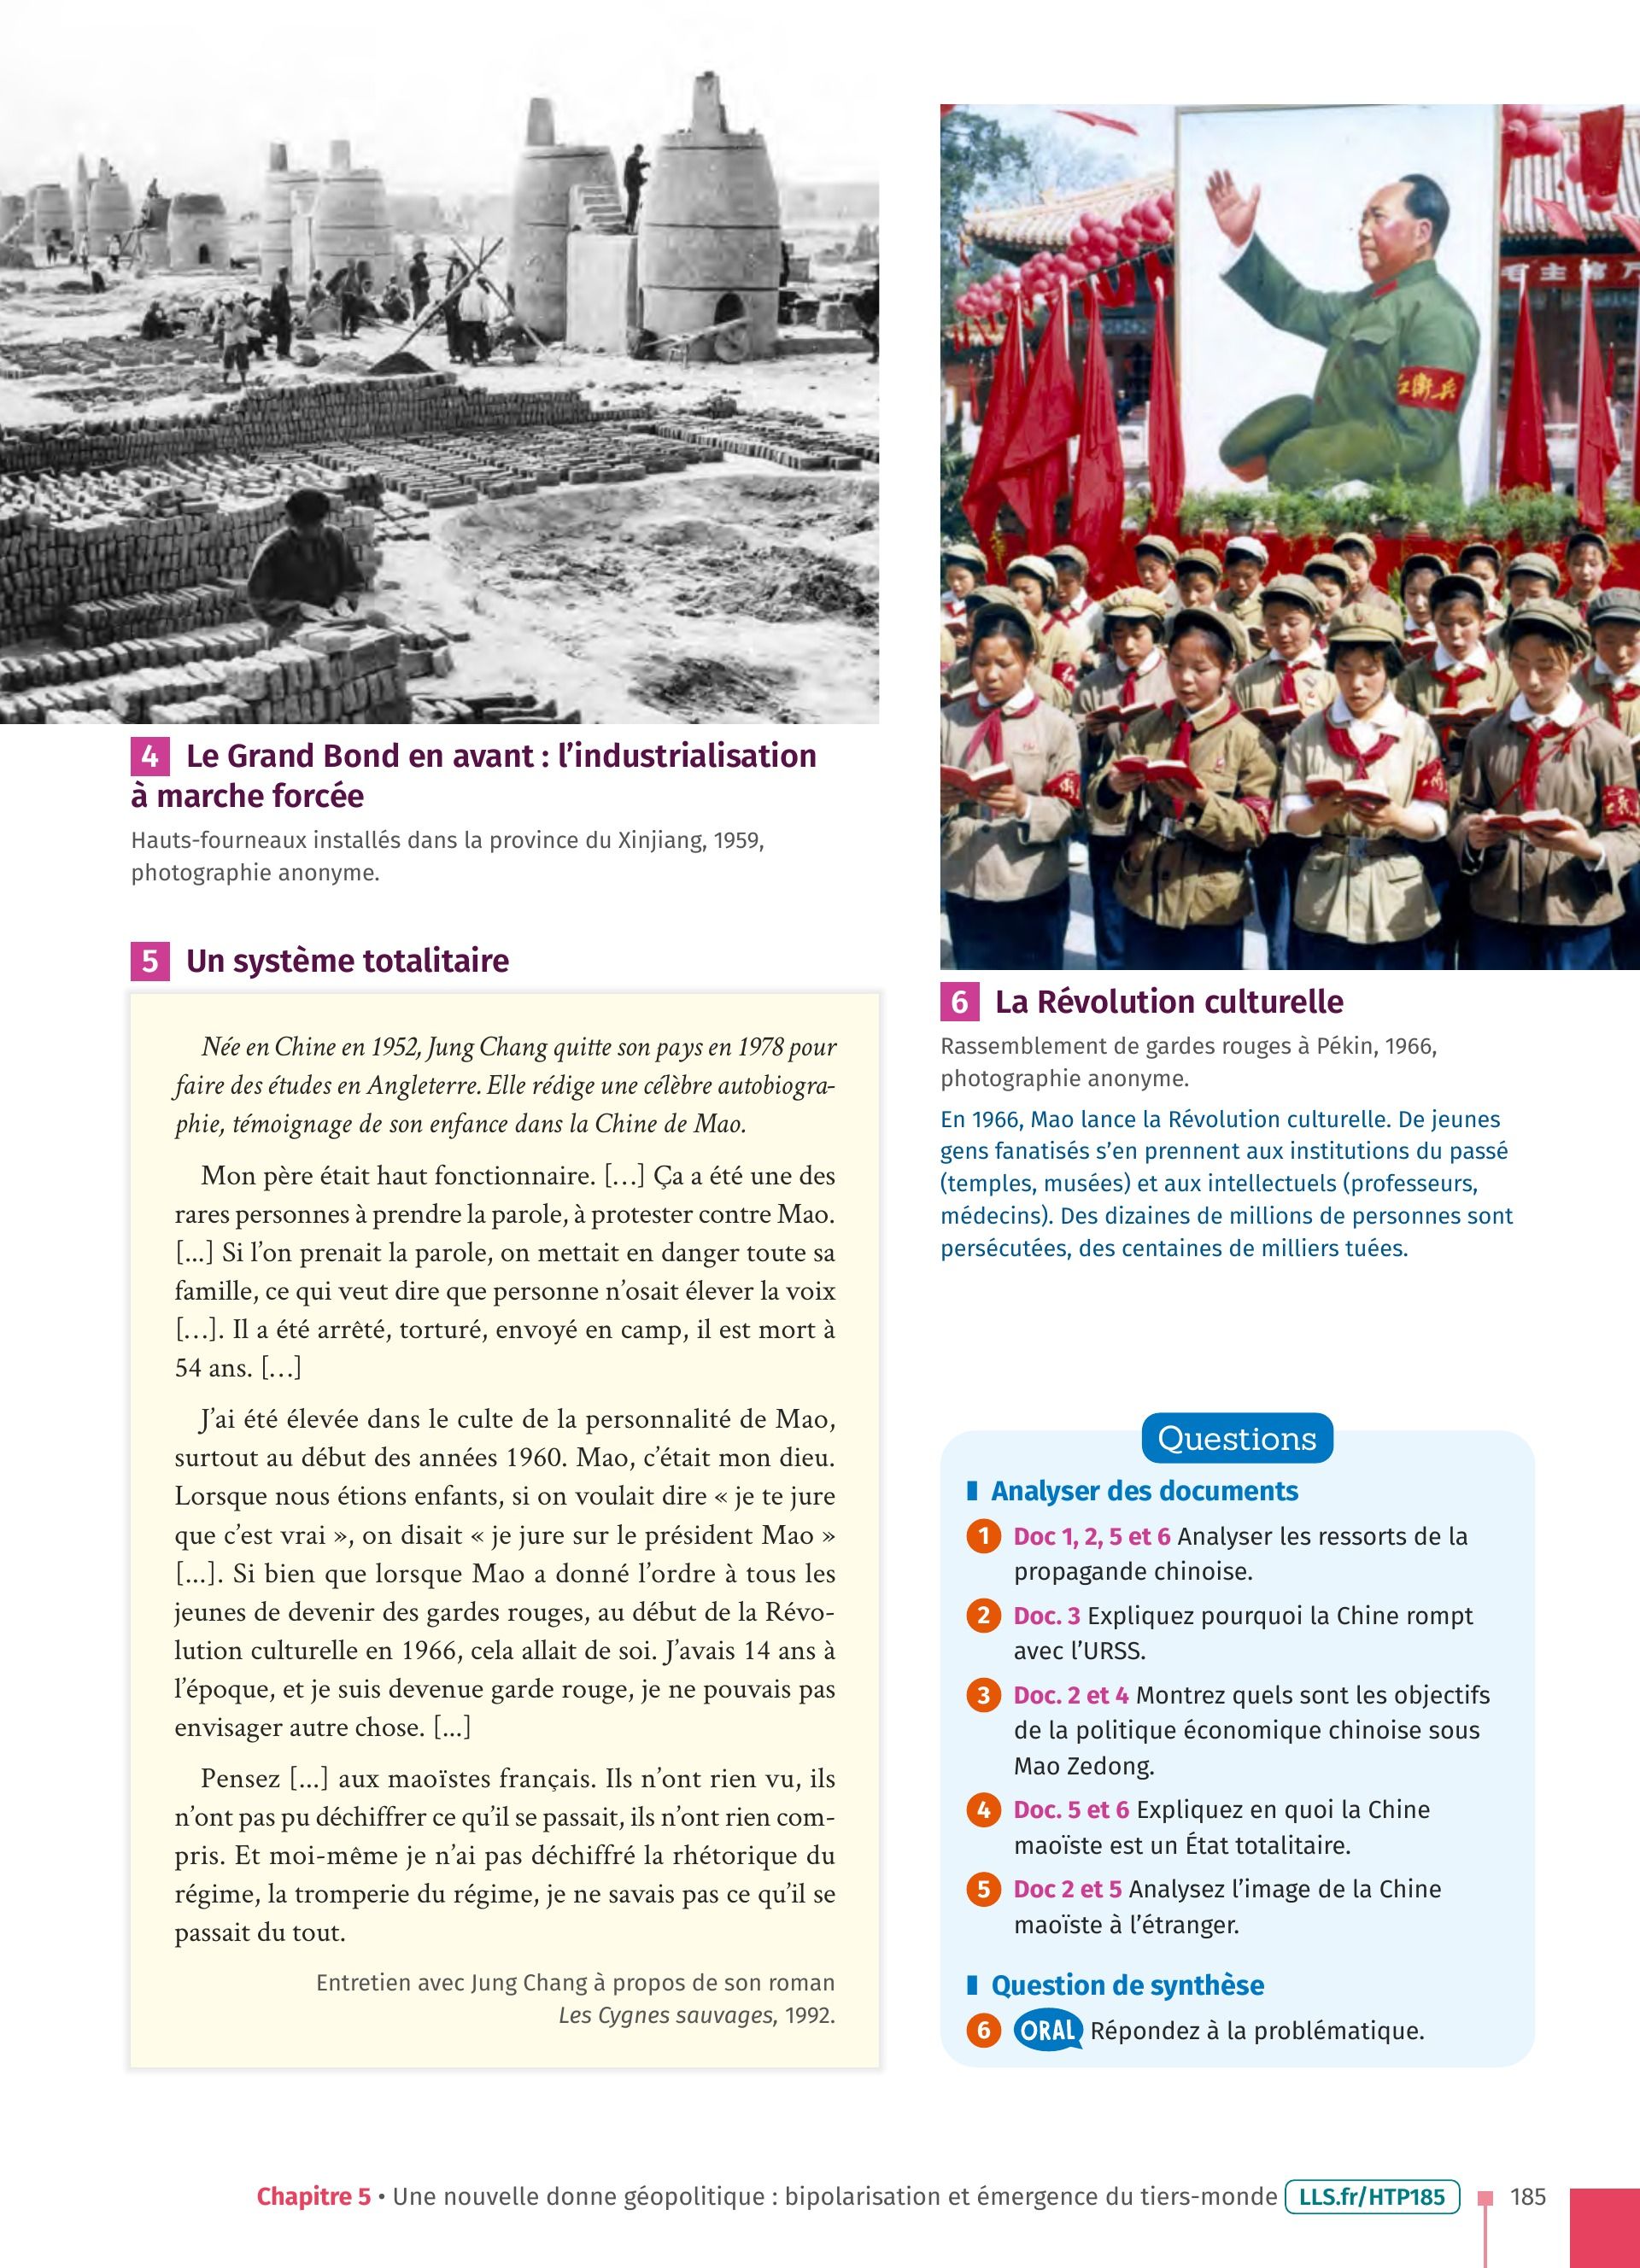 毛主席万
红卫兵
4 Le Grand Bond en avant : l’industrialisation
à marche forcée
Hauts-fourneaux installés dans la province du Xinjiang, 1959,
photographie anonyme.
5 Un système totalitaire
Née en Chine en 1952, Jung Chang quitte son pays en 1978 pour
faire des études en Angleterre. Elle rédige une célèbre autobiogra-
phie, témoignage de son enfance dans la Chine de Mao.
Mon père était haut fonctionnaire. […] Ça a été une des
rares personnes à prendre la parole, à protester contre Mao.
[...] Si l’on prenait la parole, on mettait en danger toute sa
famille, ce qui veut dire que personne n’osait élever la voix
[…]. Il a été arrêté, torturé, envoyé en camp, il est mort à
54 ans. […]
J’ai été élevée dans le culte de la personnalité de Mao,
surtout au début des années 1960. Mao, c’était mon dieu.
Lorsque nous étions enfants, si on voulait dire « je te jure
que c’est vrai », on disait « je jure sur le président Mao »
[...]. Si bien que lorsque Mao a donné l’ordre à tous les
jeunes de devenir des gardes rouges, au début de la Révo-
lution culturelle en 1966, cela allait de soi. J’avais 14 ans à
l’époque, et je suis devenue garde rouge, je ne pouvais pas
envisager autre chose. [...]
Pensez [...] aux maoïstes français. Ils n’ont rien vu, ils
n’ont pas pu déchiffrer ce qu’il se passait, ils n’ont rien com-
pris. Et moi-même je n’ai pas déchiffré la rhétorique du
régime, la tromperie du régime, je ne savais pas ce qu’il se
passait du tout.
Entretien avec Jung Chang à propos de son roman
Les Cygnes sauvages, 1992.
6 La Révolution culturelle
Rassemblement de gardes rouges à Pékin, 1966,
photographie anonyme.
En 1966, Mao lance la Révolution culturelle. De jeunes
gens fanatisés s’en prennent aux institutions du passé
(temples, musées) et aux intellectuels (professeurs,
médecins). Des dizaines de millions de personnes sont
persécutées, des centaines de milliers tuées.
Questions
Analyser des documents
1 Doc 1, 2, 5 et 6 Analyser les ressorts de la
propagande chinoise.
2 Doc. 3 Expliquez pourquoi la Chine rompt
avec l’URSS.
3 Doc. 2 et 4 Montrez quels sont les objectifs
de la politique économique chinoise sous
Mao Zedong.
4 Doc. 5 et 6 Expliquez en quoi la Chine
maoïste est un État totalitaire.
5 Doc 2 et 5 Analysez l’image de la Chine
maoïste à l’étranger.
Question de synthèse
6 ORAL Répondez à la problématique.
Chapitre 5 • Une nouvelle donne géopolitique : bipolarisation et émergence du tiers-monde LLS.fr/HTP185 185